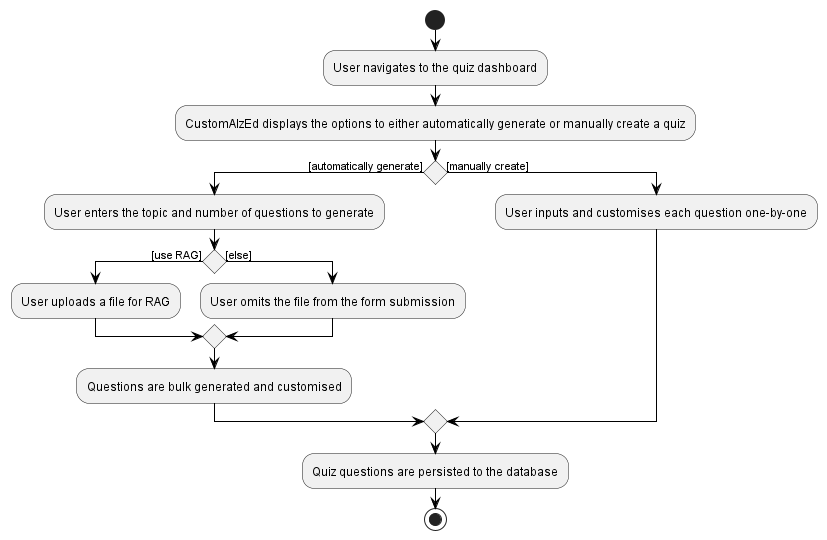 User navigates to the quiz dashboard
CustomAIzEd displays the options to either automatically generate or manually create a quiz
[automatically generate]
[manually create]
User enters the topic and number of questions to generate
User inputs and customises each question one-by-one
[use RAG]
[else]
User uploads a file for RAG
User omits the file from the form submission
Questions are bulk generated and customised
Quiz questions are persisted to the database